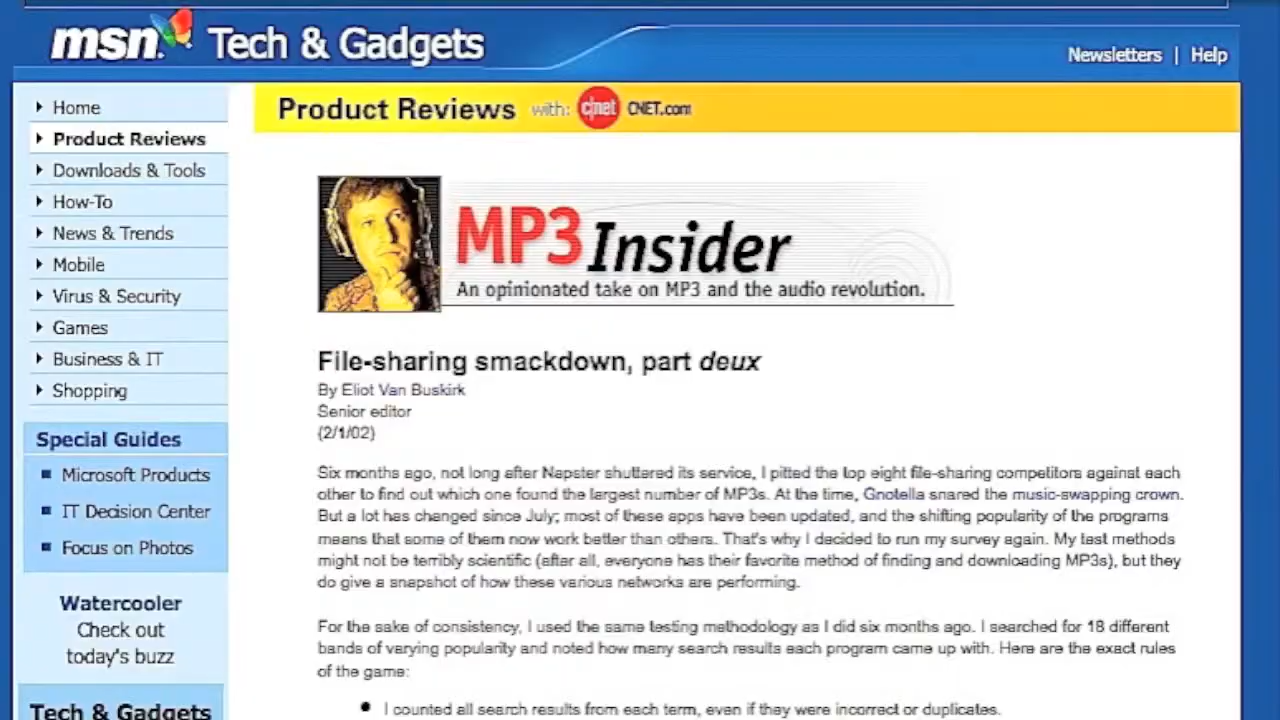 msn Tech & Gadgets
Newsletters | Help
Home
Product Reviews
Downloads & Tools
How-To
News & Trends
Mobile
Virus & Security
Games
Business & IT
Shopping
Special Guides
Microsoft Products
IT Decision Center
Focus on Photos
Watercooler
Check out
today's buzz
Tech & Gadgets
Product Reviews with: c|net CNET.com
MP3 Insider
An opinionated take on MP3 and the audio revolution.
File-sharing smackdown, part deux
By Eliot Van Buskirk
Senior editor
(2/1/02)
Six months ago, not long after Napster shuttered its service, I pitted the top eight file-sharing competitors against each
other to find out which one found the largest number of MP3s. At the time, Gnotella snared the music-swapping crown.
But a lot has changed since July; most of these apps have been updated, and the shifting popularity of the programs
means that some of them now work better than others. That's why I decided to run my survey again. My test methods
might not be terribly scientific (after all, everyone has their favorite method of finding and downloading MP3s), but they
do give a snapshot of how these various networks are performing.
For the sake of consistency, I used the same testing methodology as I did six months ago. I searched for 18 different
bands of varying popularity and noted how many search results each program came up with. Here are the exact rules
of the game:
I counted all search results from each term, even if they were incorrect or duplicates.